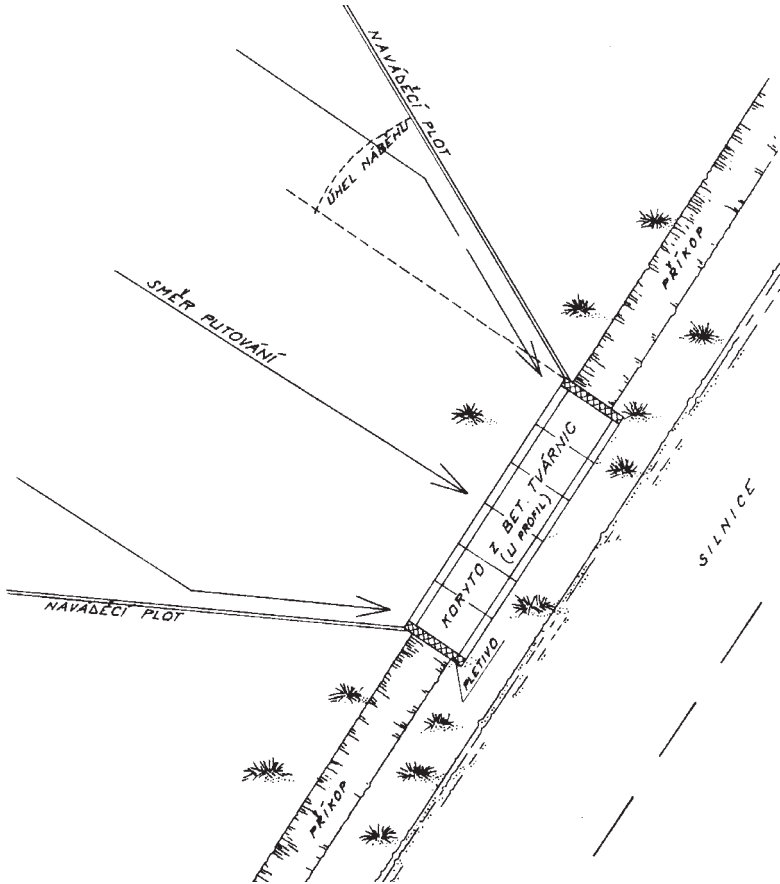 NAVÁDĚCÍ PLOT
ÚHEL NÁBĚHU
PŘÍKOP
SMĚR PUTOVÁNÍ
KORYTO Z BET. TVÁRNIC
(U PROFIL)
SILNICE
NAVÁDĚCÍ PLOT
PLETIVO
PŘÍKOP